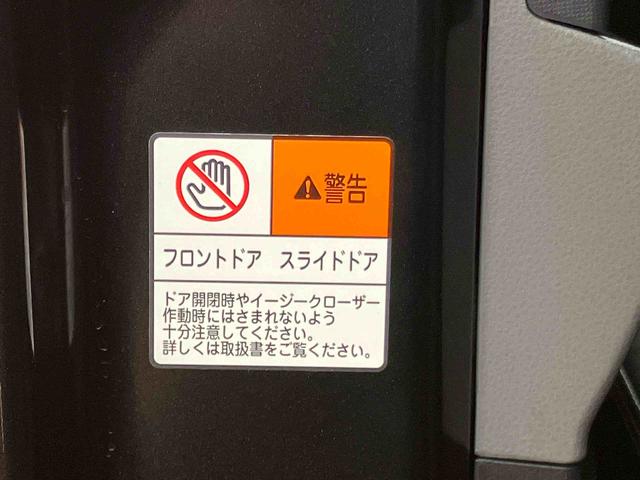 警告
フロントドア　スライドドア
ドア開閉時やイージークローザー
作動時にはさまれないよう
十分注意してください。
詳しくは取扱書をご覧ください。